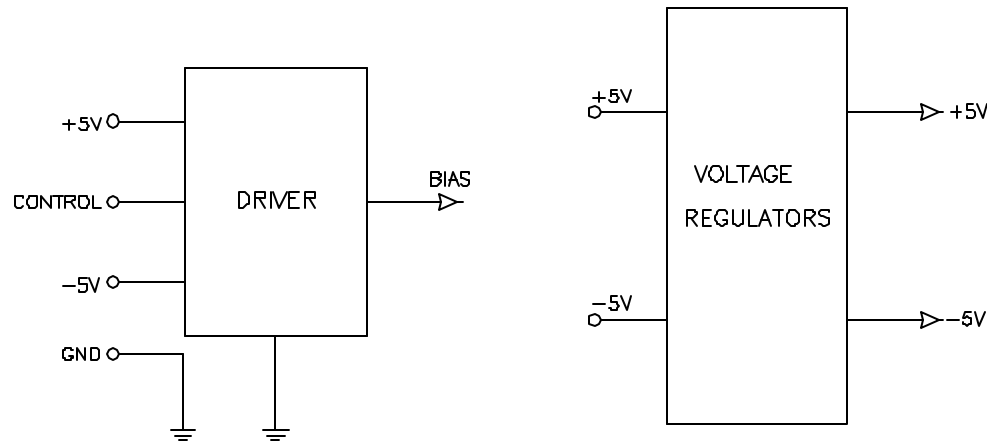 +5V
CONTROL
-5V
GND
DRIVER
BIAS
+5V
-5V
VOLTAGE
REGULATORS
+5V
-5V